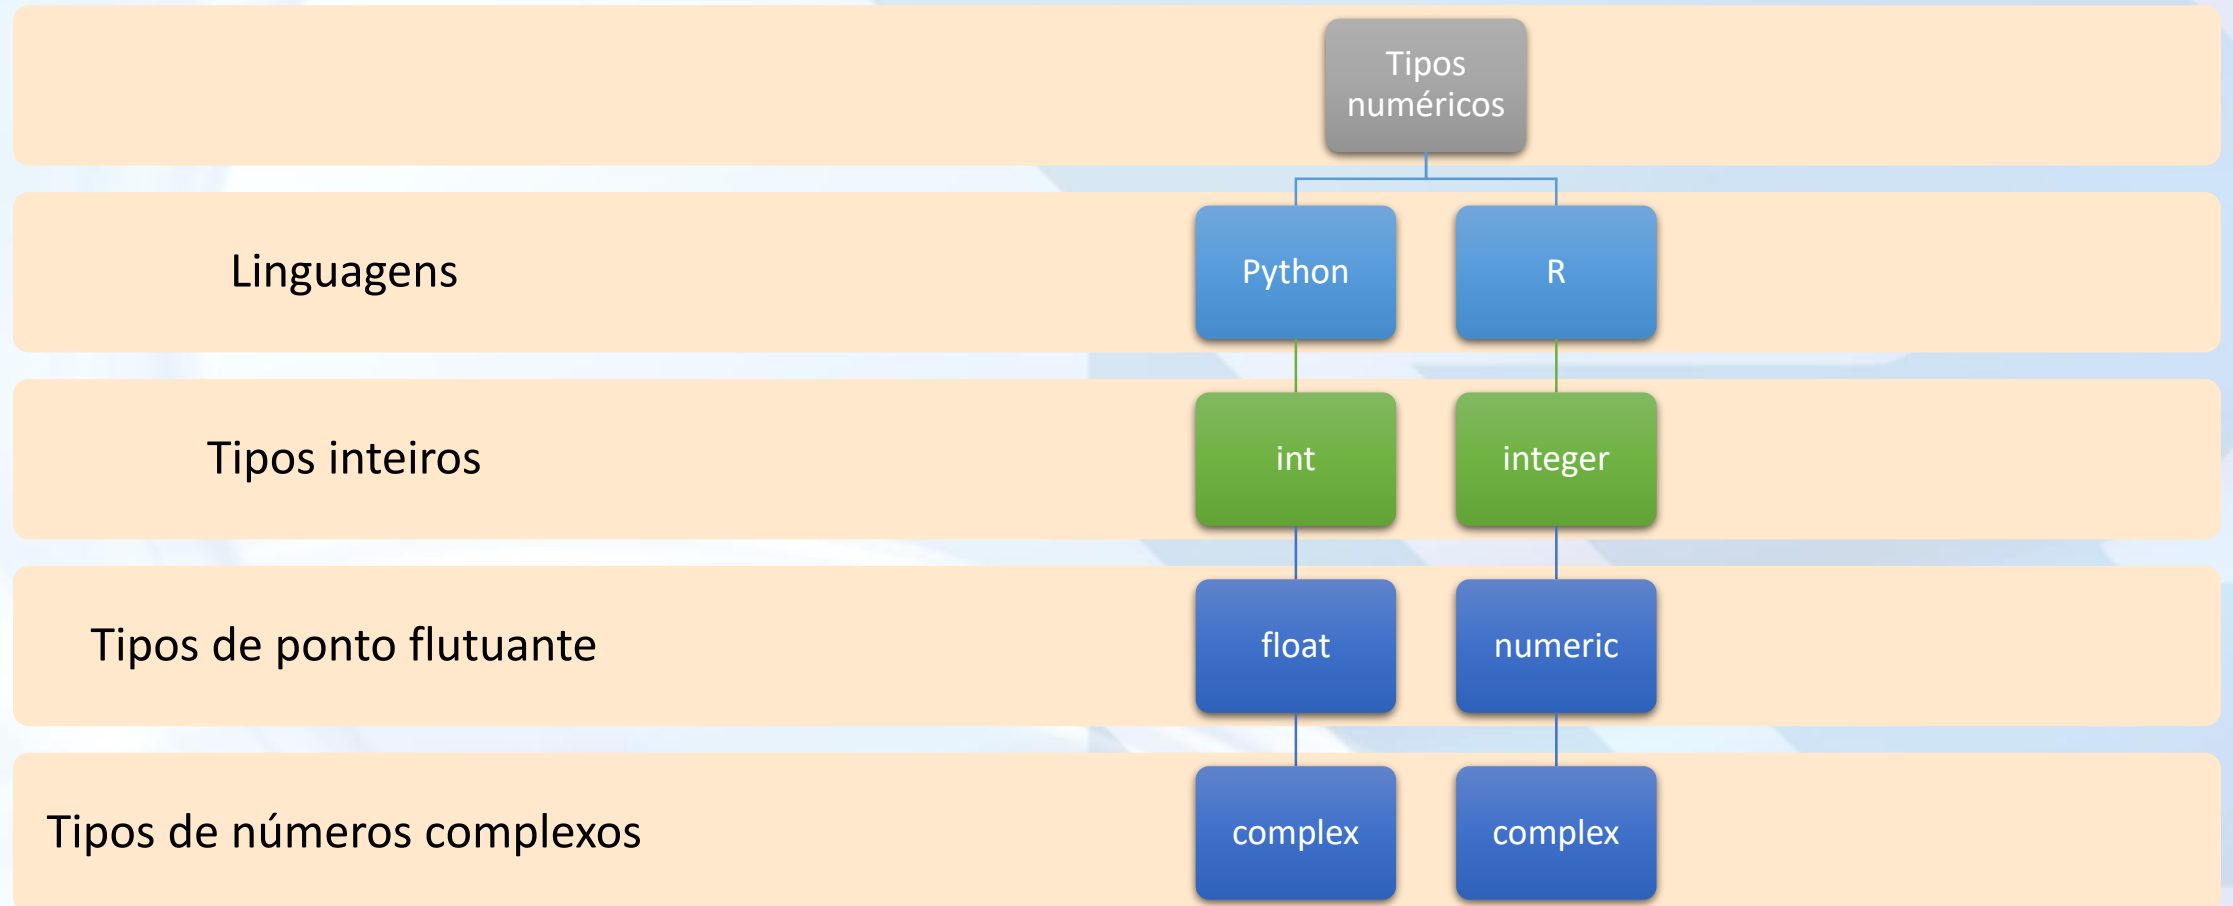 Tipos
numéricos
Linguagens
Python
R
Tipos inteiros
int
integer
Tipos de ponto flutuante
float
numeric
Tipos de números complexos
complex
complex